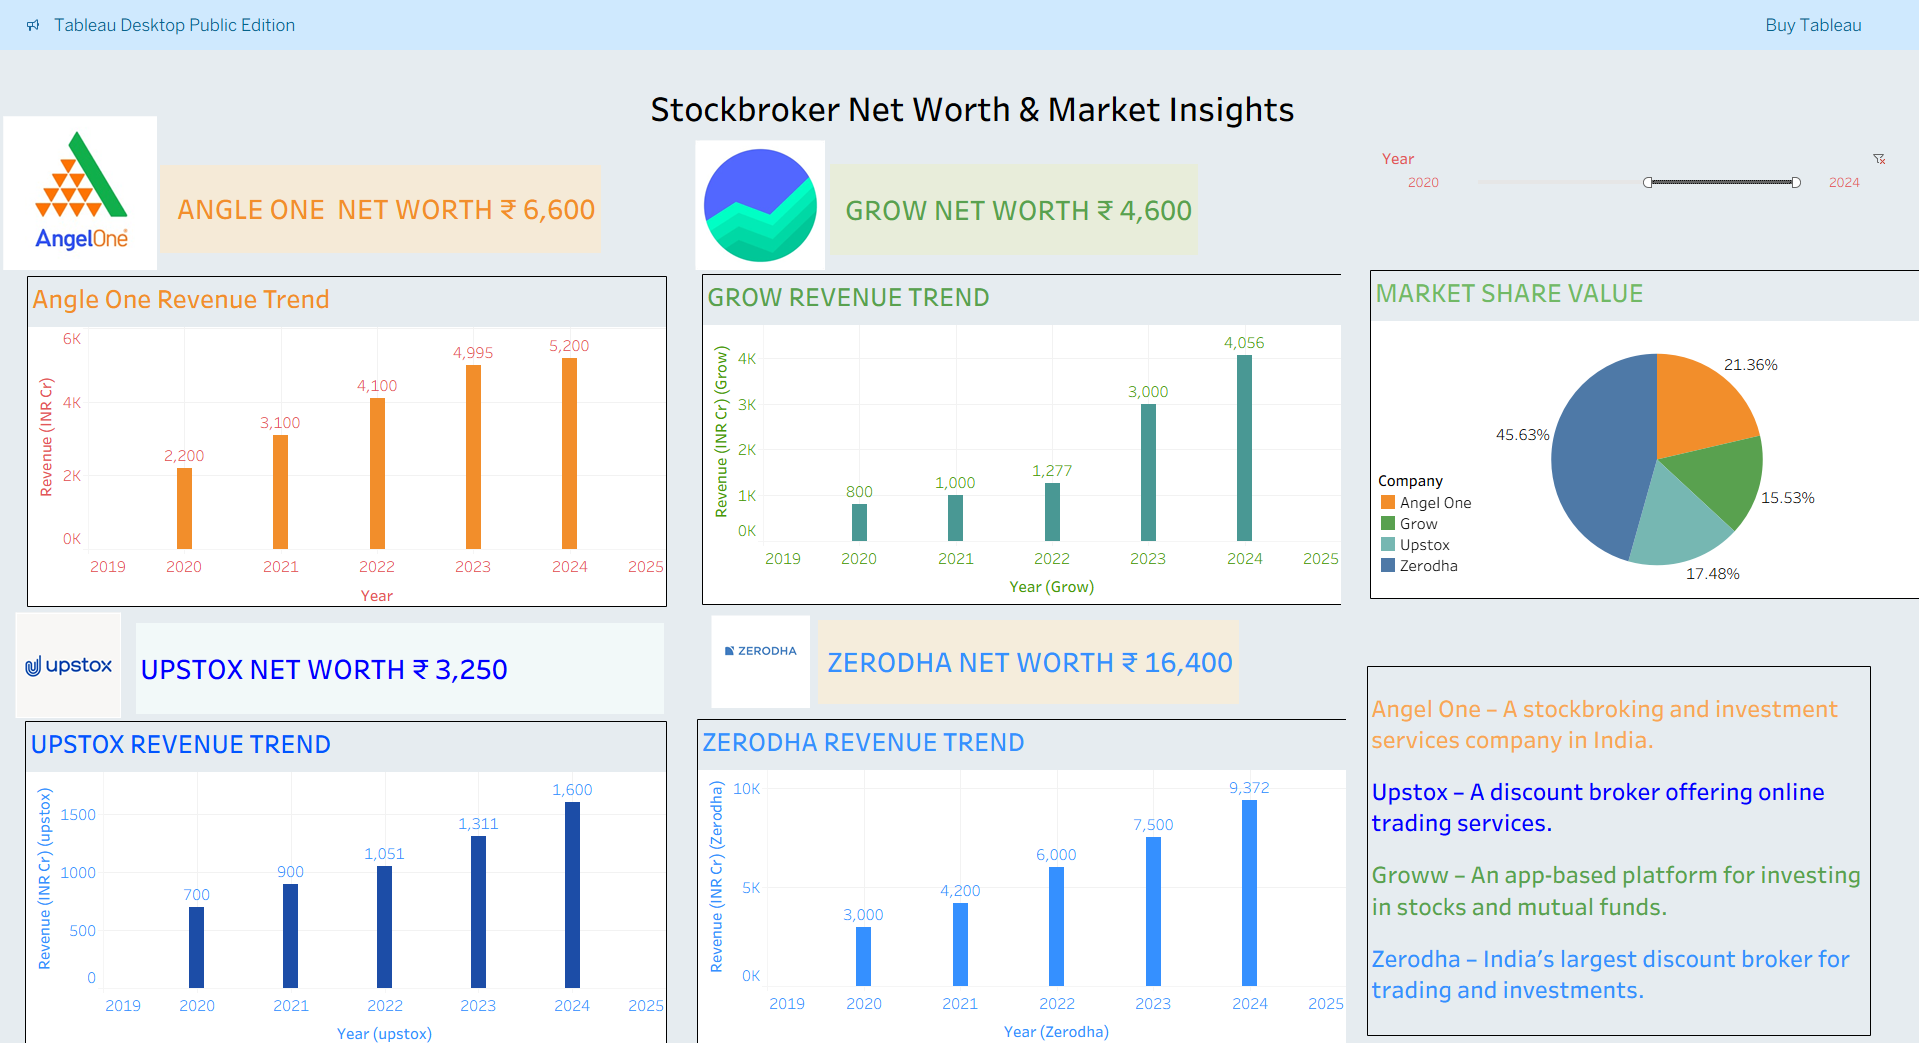 Tableau Desktop Public Edition
Buy Tableau
Stockbroker Net Worth & Market Insights
AngelOne
ANGLE ONE NET WORTH ₹ 6,600
GROW NET WORTH ₹ 4,600
Year
2020
2024
Angle One Revenue Trend
Revenue (INR Cr)
6K
4K
2K
0K
2,200
3,100
4,100
4,995
5,200
2019 2020 2021 2022 2023 2024 2025
Year
GROW REVENUE TREND
Revenue (INR Cr) (Grow)
4K
3K
2K
1K
0K
800
1,000
1,277
3,000
4,056
2019 2020 2021 2022 2023 2024 2025
Year (Grow)
MARKET SHARE VALUE
21.36%
15.53%
17.48%
45.63%
Company
Angel One
Grow
Upstox
Zerodha
upstox
UPSTOX NET WORTH ₹ 3,250
ZERODHA
ZERODHA NET WORTH ₹ 16,400
UPSTOX REVENUE TREND
Revenue (INR Cr) (upstox)
1500
1000
500
0
700
900
1,051
1,311
1,600
2019 2020 2021 2022 2023 2024 2025
Year (upstox)
ZERODHA REVENUE TREND
Revenue (INR Cr) (Zerodha)
10K
5K
0K
3,000
4,200
6,000
7,500
9,372
2019 2020 2021 2022 2023 2024 2025
Year (Zerodha)
Angel One – A stockbroking and investment
services company in India.
Upstox – A discount broker offering online
trading services.
Groww – An app-based platform for investing
in stocks and mutual funds.
Zerodha – India’s largest discount broker for
trading and investments.